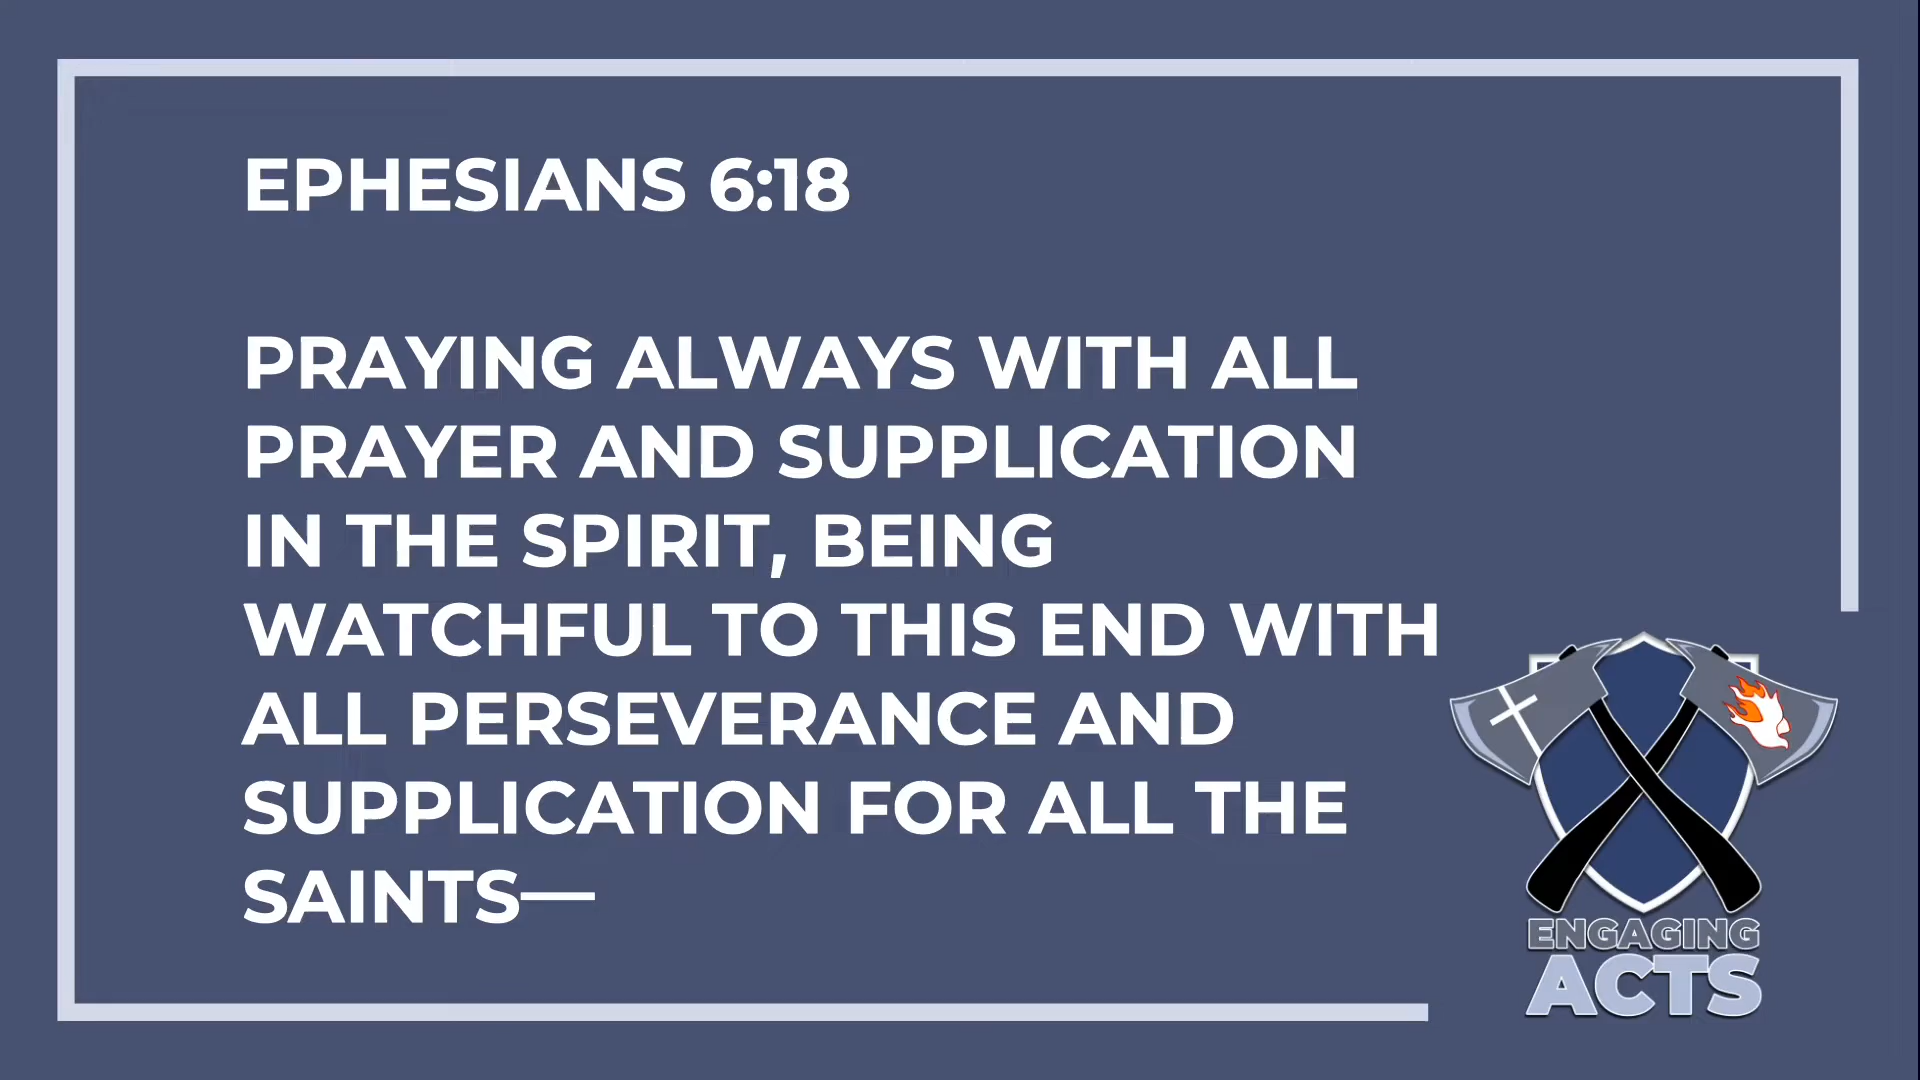 EPHESIANS 6:18
PRAYING ALWAYS WITH ALL
PRAYER AND SUPPLICATION
IN THE SPIRIT, BEING
WATCHFUL TO THIS END WITH
ALL PERSEVERANCE AND
SUPPLICATION FOR ALL THE
SAINTS—
ENGAGING
ACTS